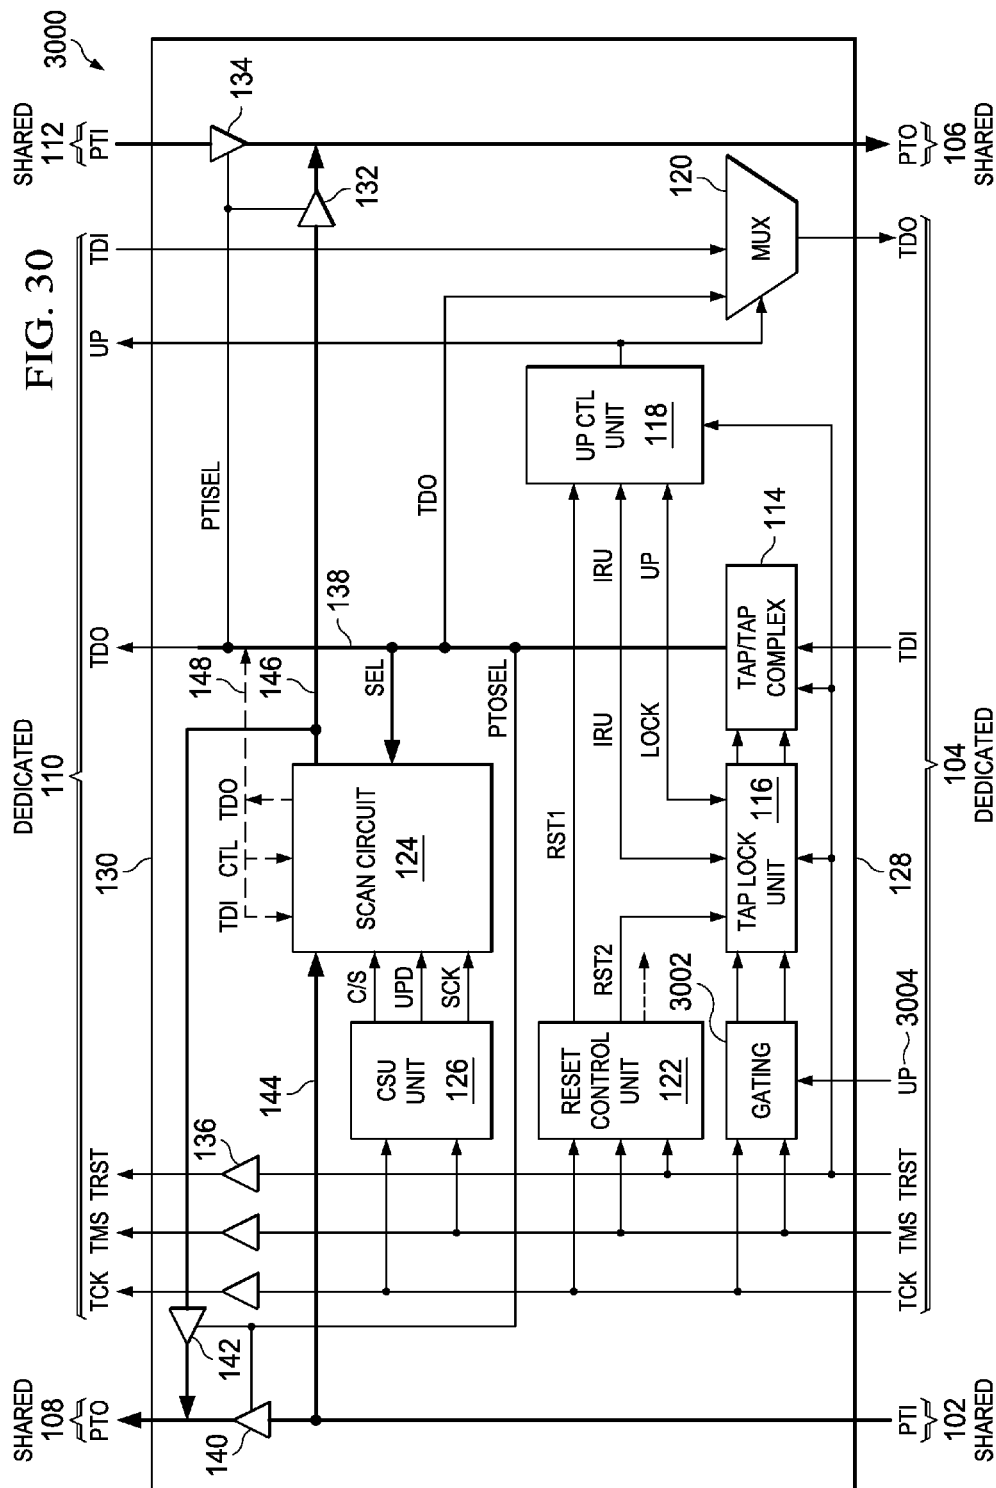 FIG. 30
3000
DEDICATED
110
SHARED
108
PTO
TCK
TMS
TRST
TDO
UP
TDI
SHARED
112
PTI
130
142
140
136
144
148
146
138
PTISEL
132
134
TDI
CTL
TDO
SCAN CIRCUIT
124
C/S
UPD
SCK
CSU
UNIT
126
SEL
PTOSEL
TDO
RESET
CONTROL
UNIT
122
RST1
RST2
IRU
LOCK
IRU
UP
UP CTL
UNIT
118
MUX
120
3002
GATING
TAP LOCK
UNIT
116
TAP/TAP
COMPLEX
114
128
PTI
102
SHARED
TCK
TMS
TRST
UP
3004
TDI
TDO
104
DEDICATED
PTO
106
SHARED